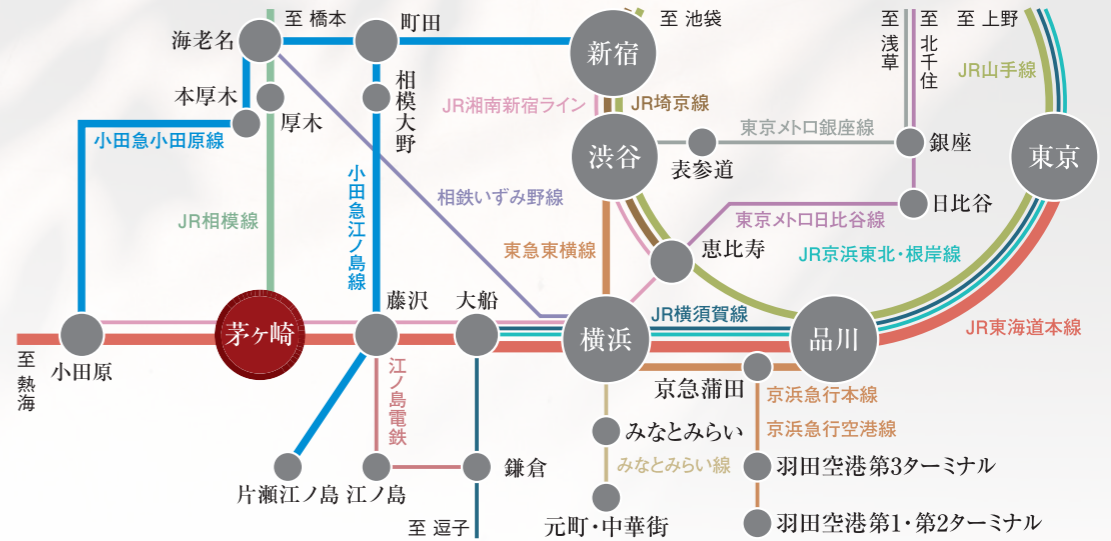 至 橋本
町田
至 池袋
至 浅草
至 北千住
至 上野
海老名
新宿
JR山手線
本厚木
相模大野
JR湘南新宿ライン
JR埼京線
厚木
小田急小田原線
東京メトロ銀座線
銀座
渋谷
東京
表参道
小田急江ノ島線
相鉄いずみ野線
日比谷
JR相模線
東京メトロ日比谷線
東急東横線
恵比寿
JR京浜東北・根岸線
藤沢
大船
JR横須賀線
茅ヶ崎
横浜
品川
JR東海道本線
至 熱海
小田原
江ノ島電鉄
京急蒲田
京浜急行本線
みなとみらい
京浜急行空港線
みなとみらい線
鎌倉
羽田空港第3ターミナル
片瀬江ノ島
江ノ島
至 逗子
元町・中華街
羽田空港第1・第2ターミナル